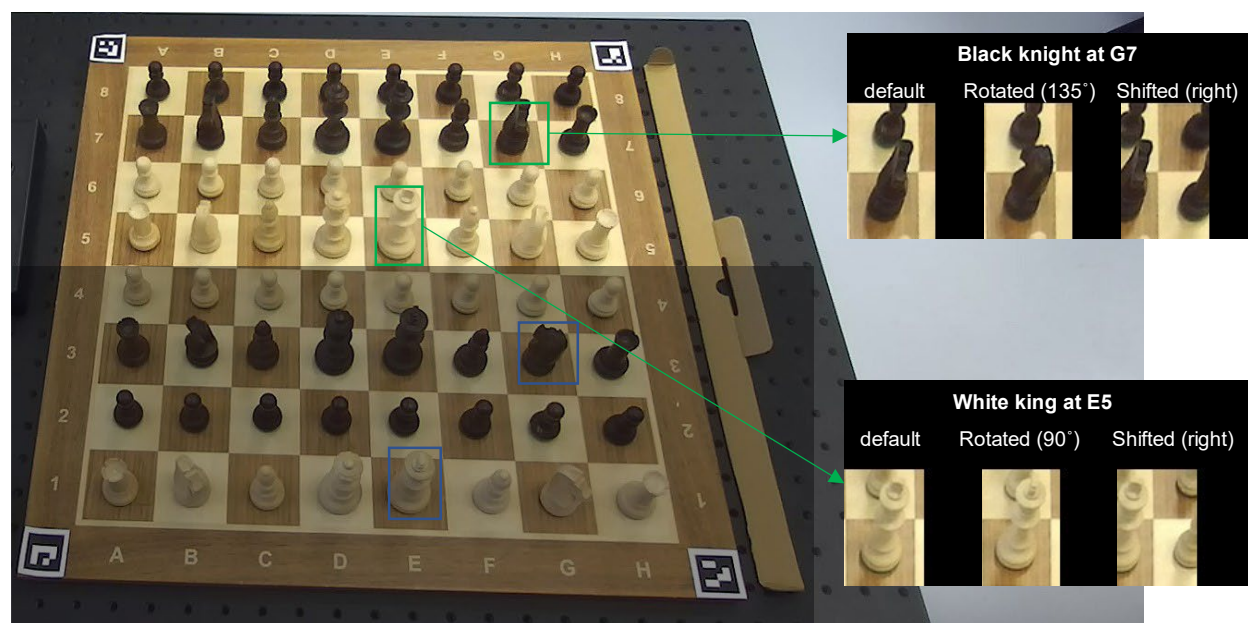 A B C D E F G H
8 8
7 7
6 6
5 5
4 4
3 3
2 2
1 1
A B C D E F G H
Black knight at G7
default Rotated (135˚) Shifted (right)
White king at E5
default Rotated (90˚) Shifted (right)